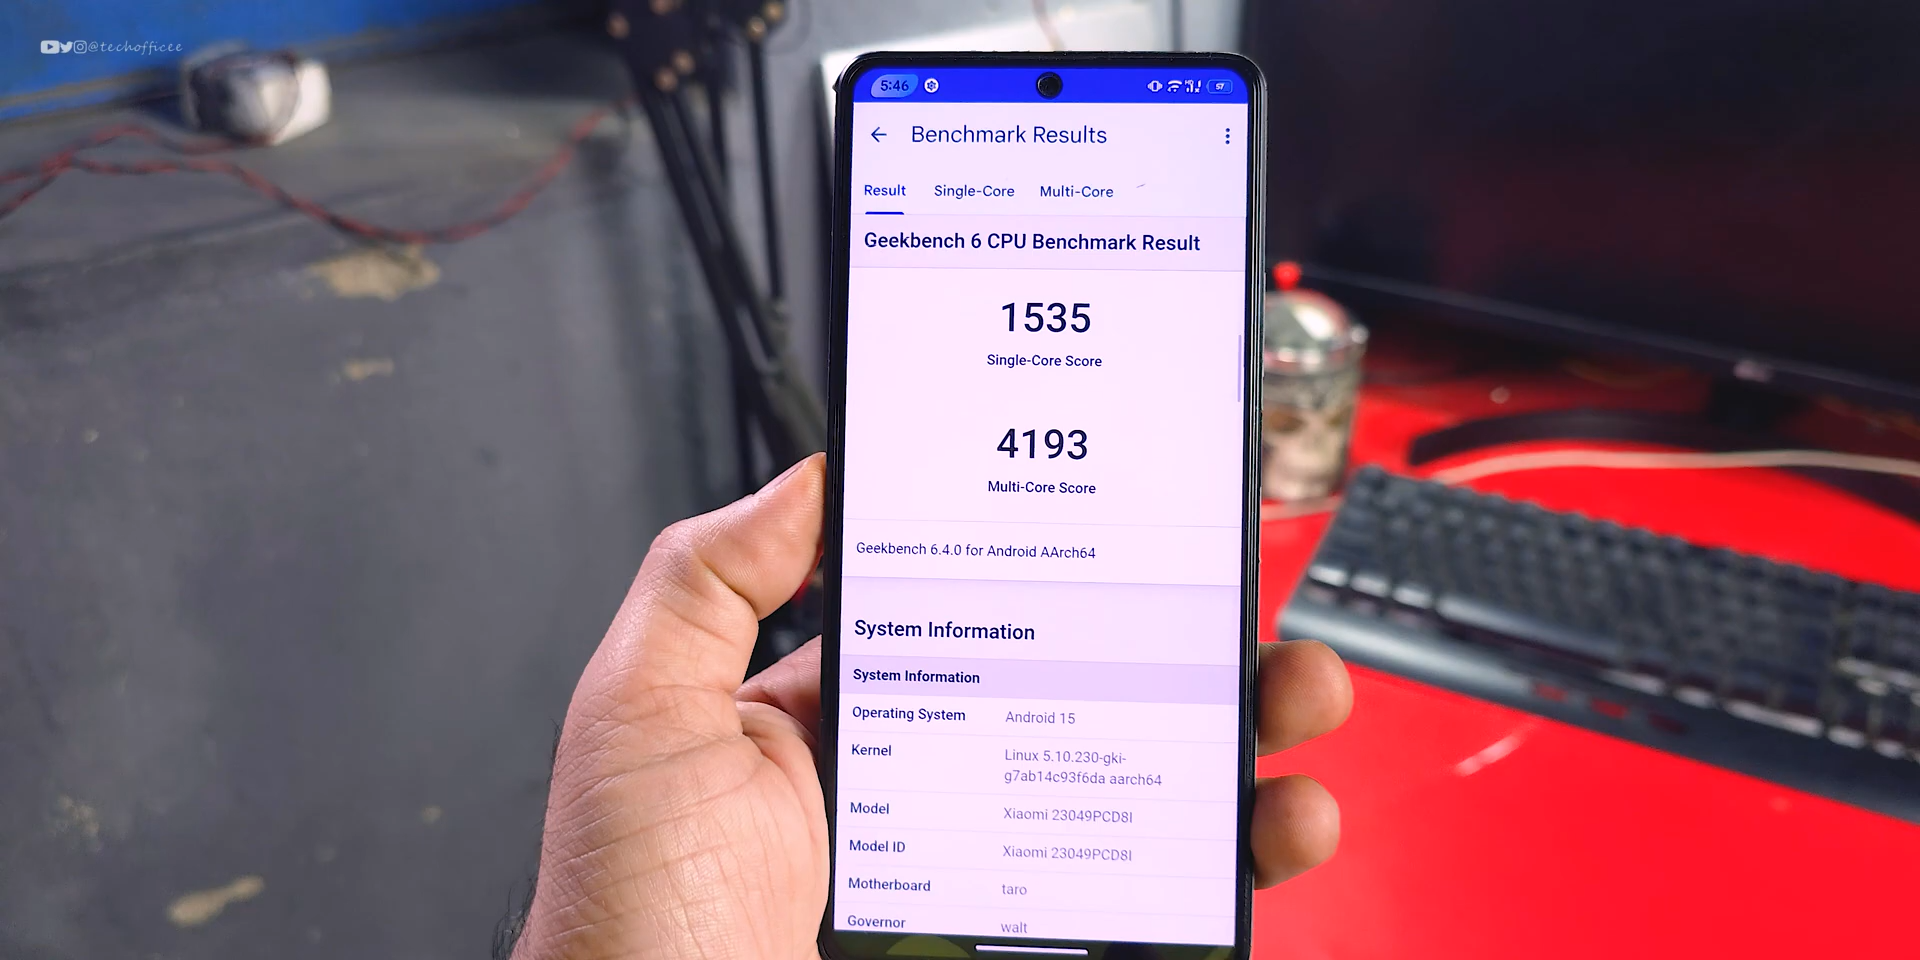 @techofficee
5:46
57
Benchmark Results
Result Single-Core Multi-Core
Geekbench 6 CPU Benchmark Result
1535
Single-Core Score
4193
Multi-Core Score
Geekbench 6.4.0 for Android AArch64
System Information
System Information
Operating System Android 15
Kernel Linux 5.10.230-gki-
g7ab14c93f6da aarch64
Model Xiaomi 23049PCD8I
Model ID Xiaomi 23049PCD8I
Motherboard taro
Governor walt